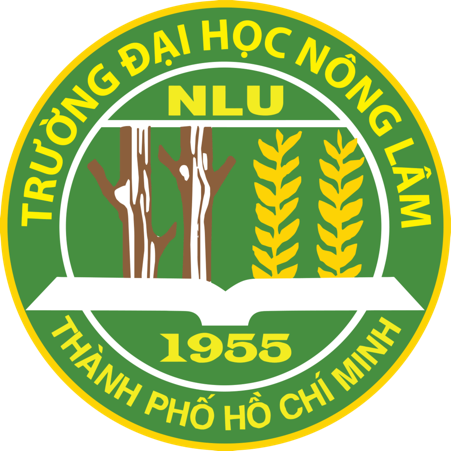 TRƯỜNG ĐẠI HỌC NÔNG LÂM
NLU
1955
THÀNH PHỐ HỒ CHÍ MINH